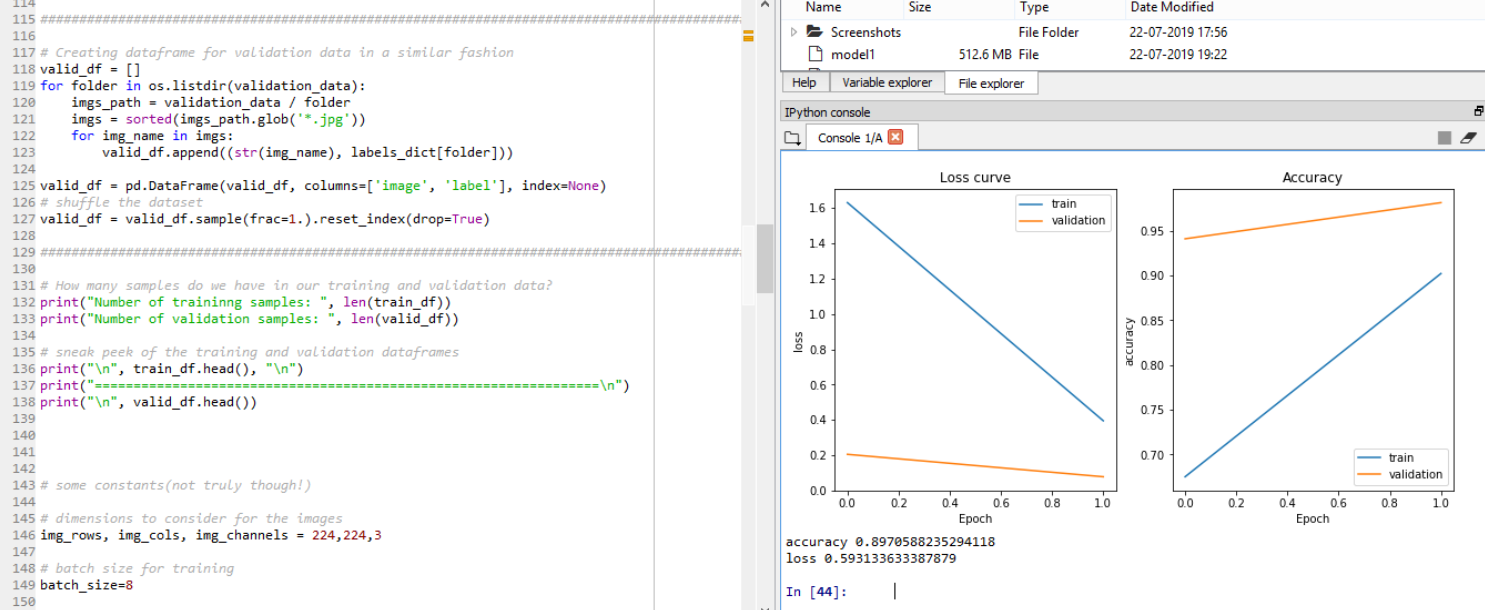 114
115 ####################################################################################
116
117 # Creating dataframe for validation data in a similar fashion
118 valid_df = []
119 for folder in os.listdir(validation_data):
120     imgs_path = validation_data / folder
121     imgs = sorted(imgs_path.glob('*.jpg'))
122     for img_name in imgs:
123         valid_df.append((str(img_name), labels_dict[folder]))
124
125 valid_df = pd.DataFrame(valid_df, columns=['image', 'label'], index=None)
126 # shuffle the dataset
127 valid_df = valid_df.sample(frac=1.).reset_index(drop=True)
128
129 ####################################################################################
130
131 # How many samples do we have in our training and validation data?
132 print("Number of traininng samples: ", len(train_df))
133 print("Number of validation samples: ", len(valid_df))
134
135 # sneak peek of the training and validation dataframes
136 print("\n", train_df.head(), "\n")
137 print("=================================================================\n")
138 print("\n", valid_df.head())
139
140
141
142
143 # some constants(not truly though!)
144
145 # dimensions to consider for the images
146 img_rows, img_cols, img_channels = 224,224,3
147
148 # batch size for training
149 batch_size=8
150
Name Size Type Date Modified
Screenshots File Folder 22-07-2019 17:56
model1 512.6 MB File 22-07-2019 19:22
Help Variable explorer File explorer
IPython console
Console 1/A
Loss curve
train
validation
1.6
1.4
1.2
1.0
0.8
0.6
0.4
0.2
0.0
loss
0.0 0.2 0.4 0.6 0.8 1.0
Epoch
Accuracy
0.95
0.90
0.85
0.80
0.75
0.70
accuracy
train
validation
0.0 0.2 0.4 0.6 0.8 1.0
Epoch
accuracy 0.8970588235294118
loss 0.593133633387879
In [44]: